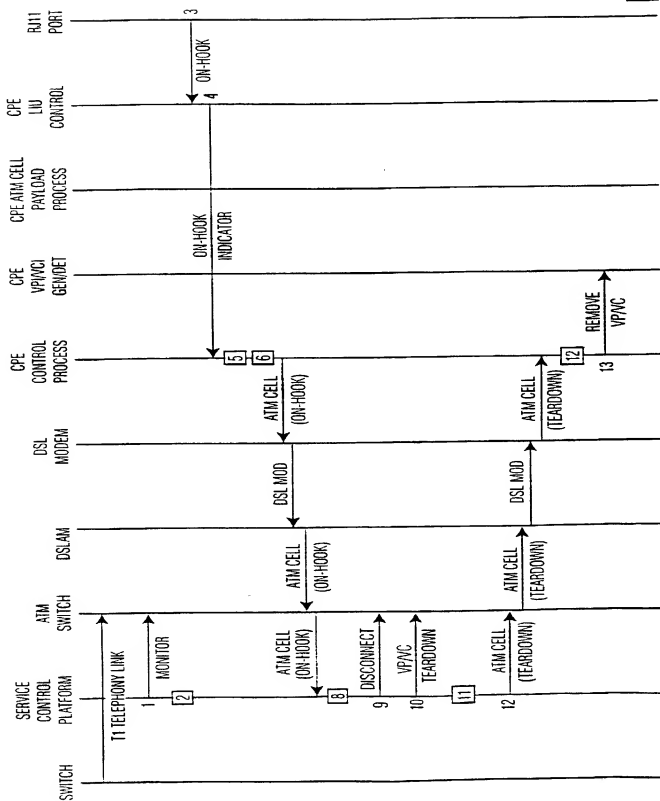 SWITCH
SERVICE
CONTROL
PLATFORM
ATM
SWITCH
DSLAM
DSL
MODEM
CPE
CONTROL
PROCESS
CPE
VPI/VCI
GEN/DET
CPE ATM CELL
PAYLOAD
PROCESS
CPE
LIU
CONTROL
RJ11
PORT
T1 TELEPHONY LINK
1
MONITOR
2
3
ON-HOOK
4
ON-HOOK
INDICATOR
5
6
ATM CELL
(ON-HOOK)
DSL MOD
ATM CELL
(ON-HOOK)
ATM CELL
(ON-HOOK)
8
9
DISCONNECT
10
VP/VC
TEARDOWN
11
12
ATM CELL
(TEARDOWN)
ATM CELL
(TEARDOWN)
DSL MOD
ATM CELL
(TEARDOWN)
12
13
REMOVE
VP/VC